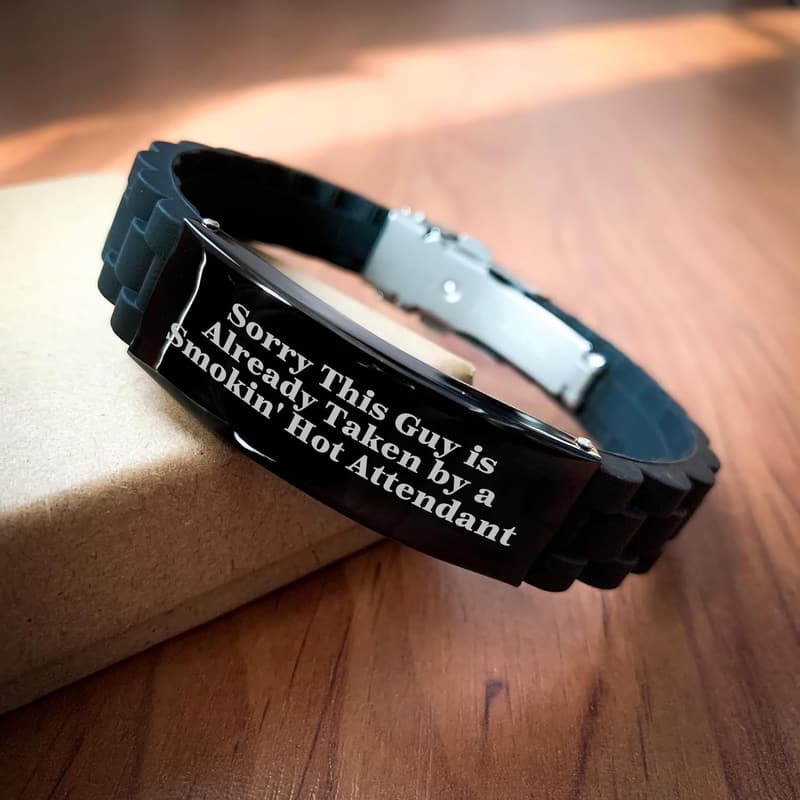 Sorry This Guy is
Already Taken by a
Smokin' Hot Attendant